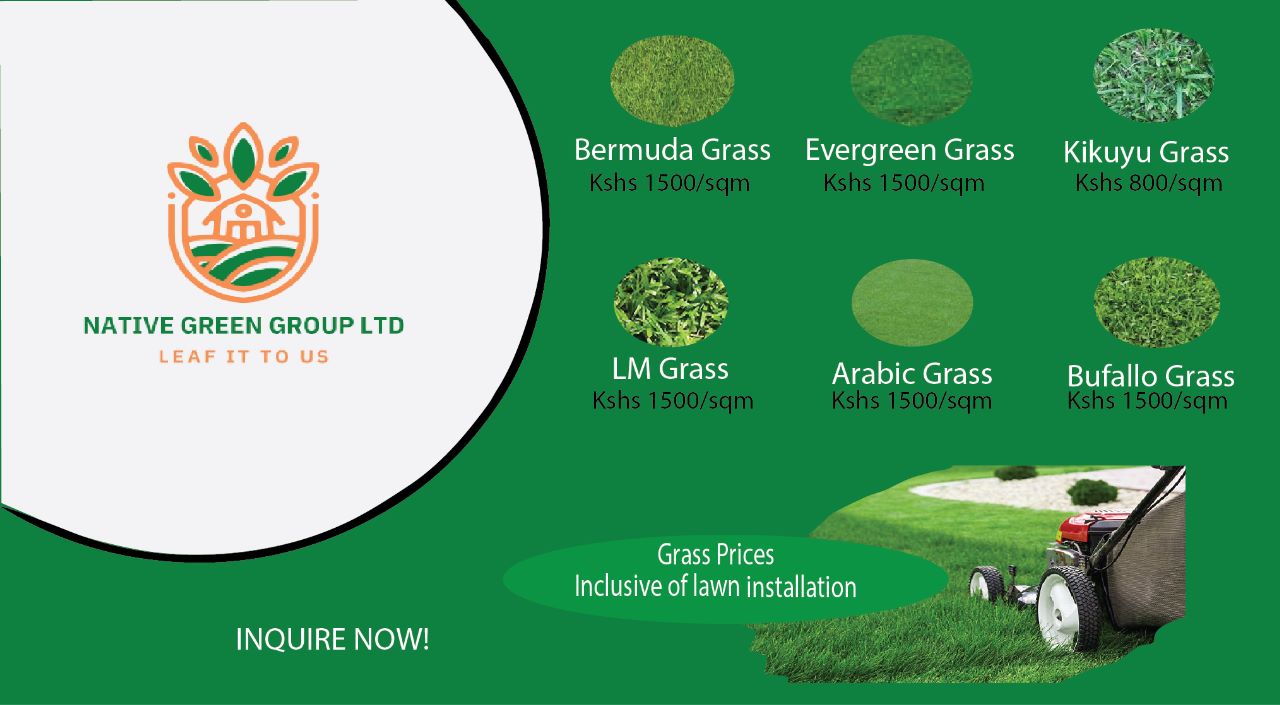 NATIVE GREEN GROUP LTD
LEAF IT TO US
Bermuda Grass
Kshs 1500/sqm
Evergreen Grass
Kshs 1500/sqm
Kikuyu Grass
Kshs 800/sqm
LM Grass
Kshs 1500/sqm
Arabic Grass
Kshs 1500/sqm
Bufallo Grass
Kshs 1500/sqm
Grass Prices
Inclusive of lawn installation
INQUIRE NOW!